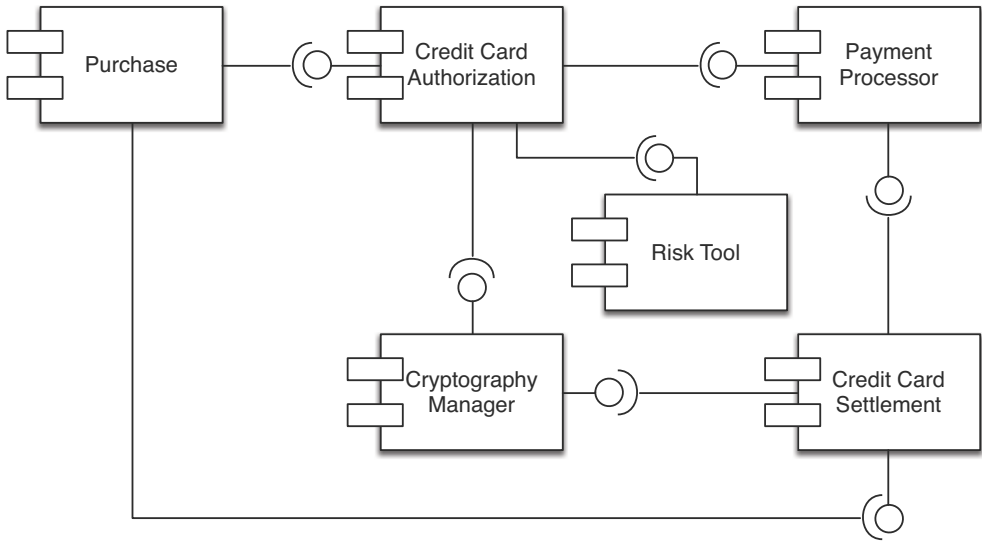 Purchase
Credit Card
Authorization
Payment
Processor
Risk Tool
Cryptography
Manager
Credit Card
Settlement